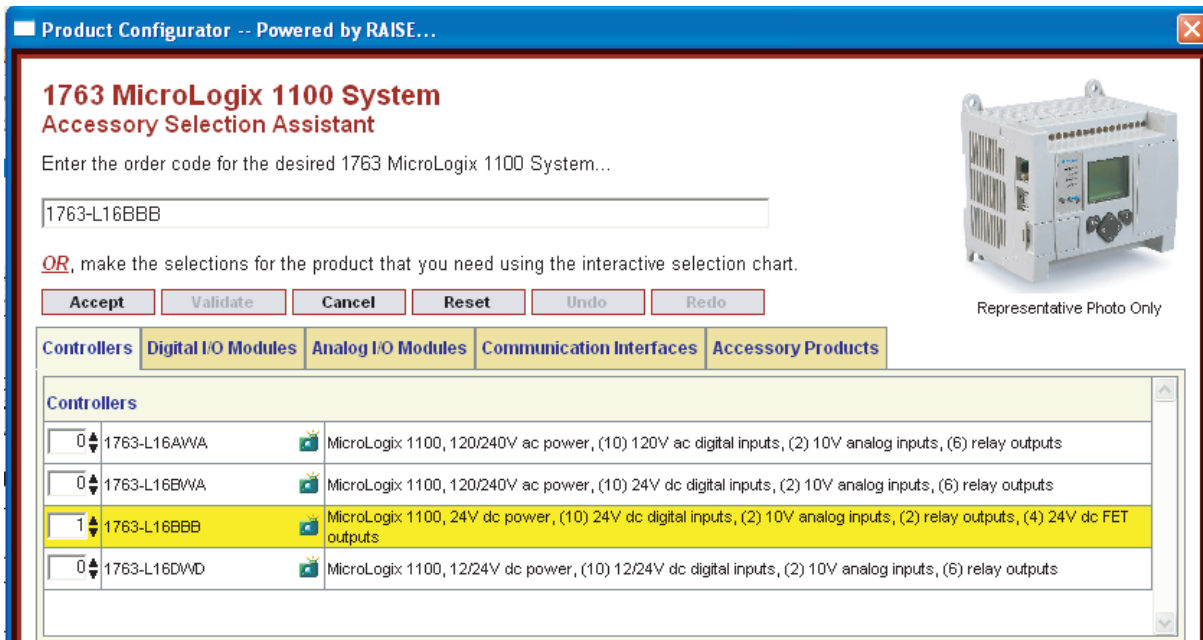 Product Configurator -- Powered by RAISE...
1763 MicroLogix 1100 System
Accessory Selection Assistant
Enter the order code for the desired 1763 MicroLogix 1100 System...
1763-L16BBB
OR, make the selections for the product that you need using the interactive selection chart.
Accept Validate Cancel Reset Undo Redo
Representative Photo Only
Controllers Digital I/O Modules Analog I/O Modules Communication Interfaces Accessory Products
Controllers
0 1763-L16AWA MicroLogix 1100, 120/240V ac power, (10) 120V ac digital inputs, (2) 10V analog inputs, (6) relay outputs
0 1763-L16BWA MicroLogix 1100, 120/240V ac power, (10) 24V dc digital inputs, (2) 10V analog inputs, (6) relay outputs
1 1763-L16BBB MicroLogix 1100, 24V dc power, (10) 24V dc digital inputs, (2) 10V analog inputs, (2) relay outputs, (4) 24V dc FET
outputs
0 1763-L16DWD MicroLogix 1100, 12/24V dc power, (10) 12/24V dc digital inputs, (2) 10V analog inputs, (6) relay outputs